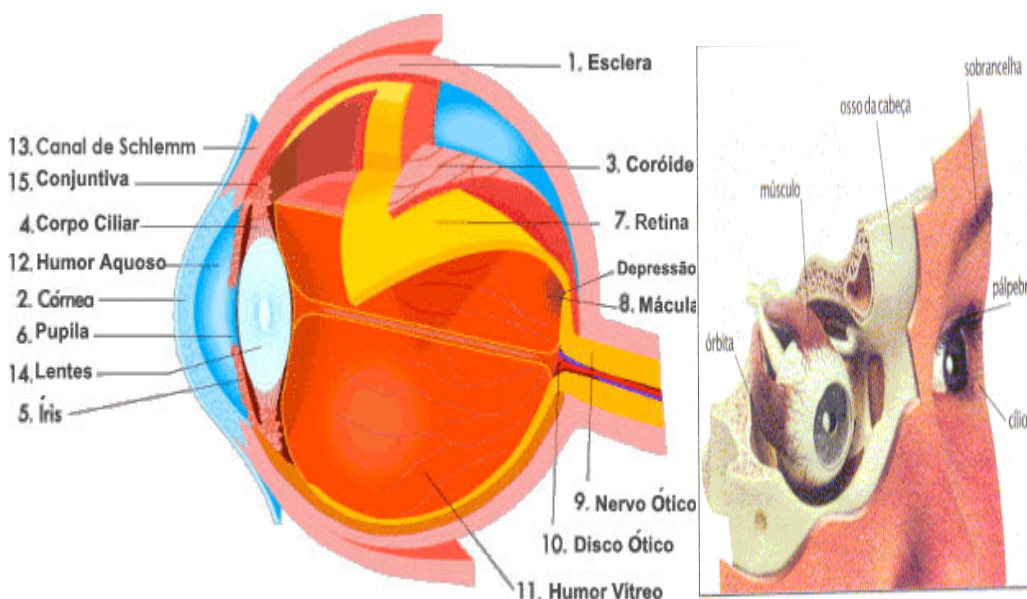 1. Esclera
13. Canal de Schlemm
15. Conjuntiva
4. Corpo Ciliar
12. Humor Aquoso
2. Córnea
6. Pupila
14. Lentes
5. Íris
3. Coróide
7. Retina
Depressão
8. Mácula
9. Nervo Ótico
10. Disco Ótico
11. Humor Vítreo
sobrancelha
osso da cabeça
músculo
pálpebr
órbita
cílio